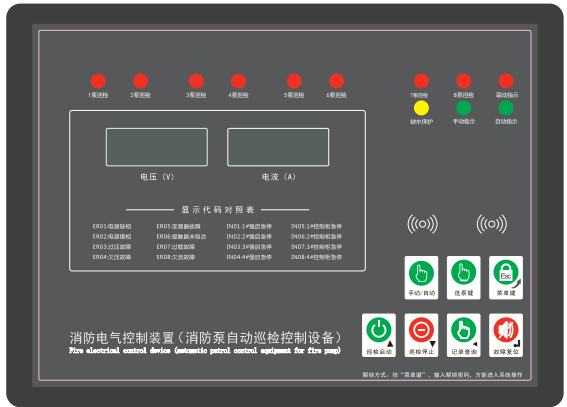 1泵巡检 2泵巡检 3泵巡检 4泵巡检 5泵巡检 6泵巡检 7泵巡检 8泵巡检 联动指示
缺水保护 手动指示 自动指示
电压（V） 电流（A）
显示代码对照表
ER01:电源缺相 ER05:变频器故障 IN01:1#强启急停 IN05:1#控制柜急停
ER02:电源错相 ER06:接触器未吸合 IN02:2#强启急停 IN06:2#控制柜急停
ER03:过压故障 ER07:过载故障 IN03:3#强启急停 IN07:3#控制柜急停
ER04:欠压故障 ER08:欠流故障 IN04:4#强启急停 IN08:4#控制柜急停
Esc
手动/自动 选泵键 菜单键
消防电气控制装置（消防泵自动巡检控制设备）
Fire electrical control device (automatic patrol control equipment for fire pump)
巡检启动 巡检停止 记录查询 故障复位
解锁方式：按“菜单键”，输入解锁密码，方能进入系统操作